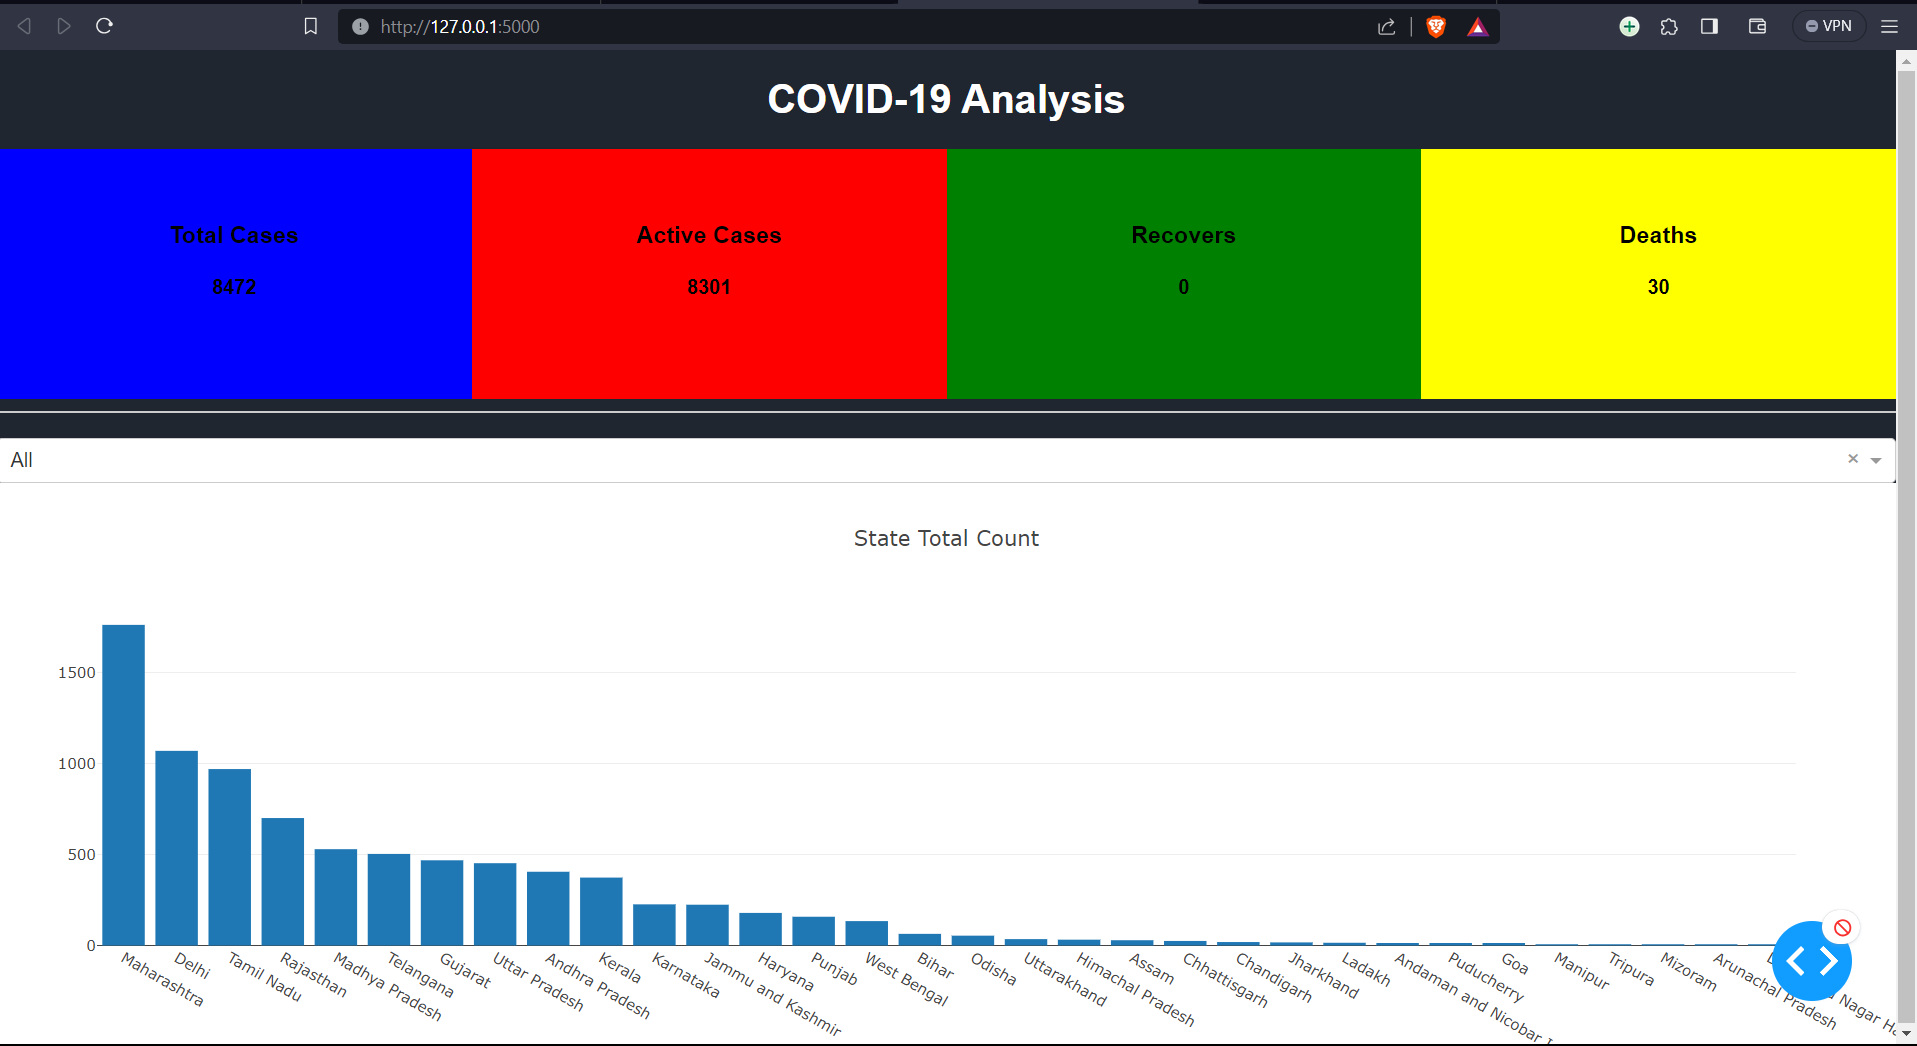 http://127.0.0.1:5000
VPN
COVID-19 Analysis
Total Cases
8472
Active Cases
8301
Recovers
0
Deaths
30
All
State Total Count
1500
1000
500
0
Maharashtra
Delhi
Tamil Nadu
Rajasthan
Madhya Pradesh
Telangana
Gujarat
Uttar Pradesh
Andhra Pradesh
Kerala
Karnataka
Jammu and Kashmir
Haryana
Punjab
West Bengal
Bihar
Odisha
Uttarakhand
Himachal Pradesh
Assam
Chhattisgarh
Chandigarh
Jharkhand
Ladakh
Andaman and Nicobar
Puducherry
Goa
Manipur
Tripura
Mizoram
Arunachal Pradesh
Nagar